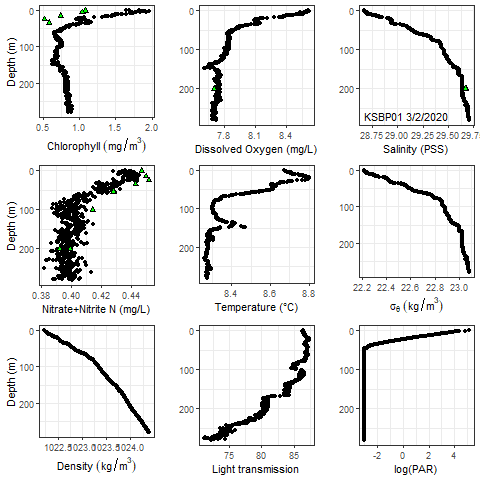 Depth (m)
0
100
200
0.5 1.0 1.5 2.0
Chlorophyll (mg/m³)
0
100
200
7.8 8.1 8.4
Dissolved Oxygen (mg/L)
0
100
200
KSBP01 3/2/2020
28.75 29.00 29.25 29.50 29.75
Salinity (PSS)
Depth (m)
0
100
200
0.38 0.40 0.42 0.44
Nitrate+Nitrite N (mg/L)
0
100
200
8.4 8.6 8.8
Temperature (°C)
0
100
200
22.2 22.4 22.6 22.8 23.0
σθ (kg/m³)
Depth (m)
0
100
200
1022.5 1023.0 1023.5 1024.0
Density (kg/m³)
0
100
200
75 80 85
Light transmission
0
100
200
-2 0 2 4
log(PAR)